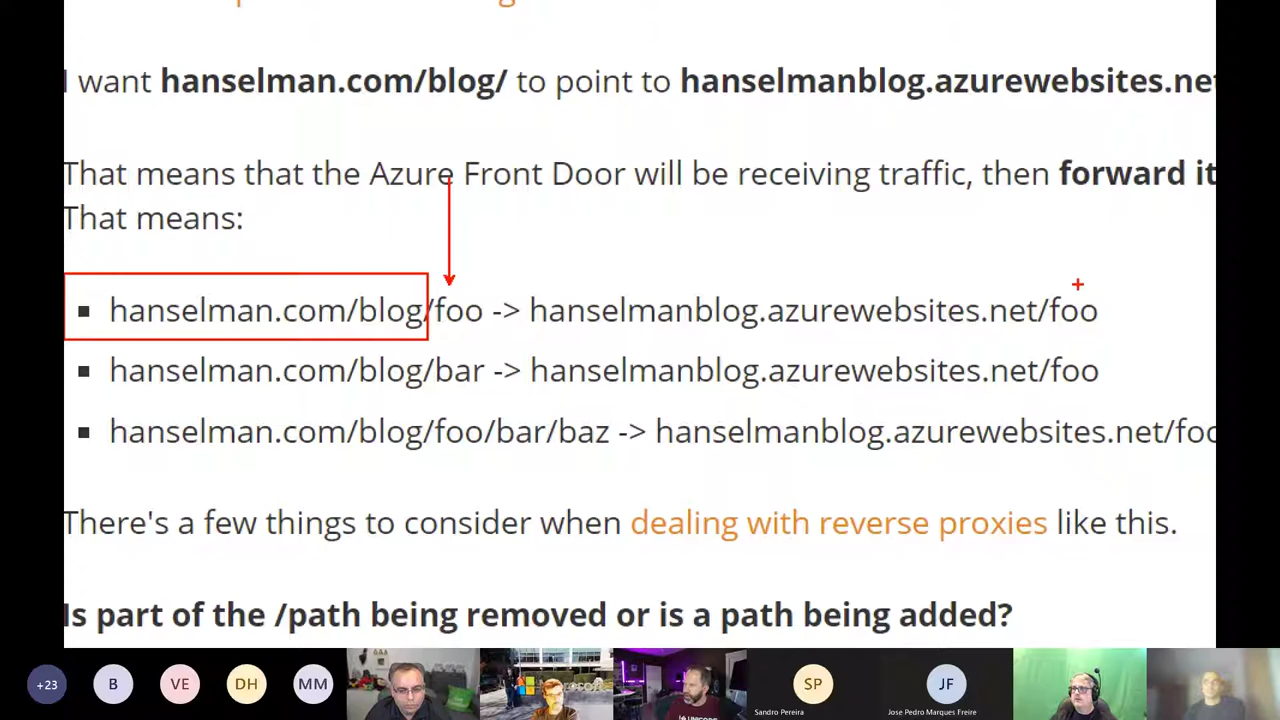 I want hanselman.com/blog/ to point to hanselmanblog.azurewebsites.net
That means that the Azure Front Door will be receiving traffic, then forward it
That means:
▪ hanselman.com/blog/foo -> hanselmanblog.azurewebsites.net/foo
▪ hanselman.com/blog/bar -> hanselmanblog.azurewebsites.net/foo
▪ hanselman.com/blog/foo/bar/baz -> hanselmanblog.azurewebsites.net/foo
There's a few things to consider when dealing with reverse proxies like this.
Is part of the /path being removed or is a path being added?
+23 B VE DH MM SP JF
Sandro Pereira Jose Pedro Marques Freire